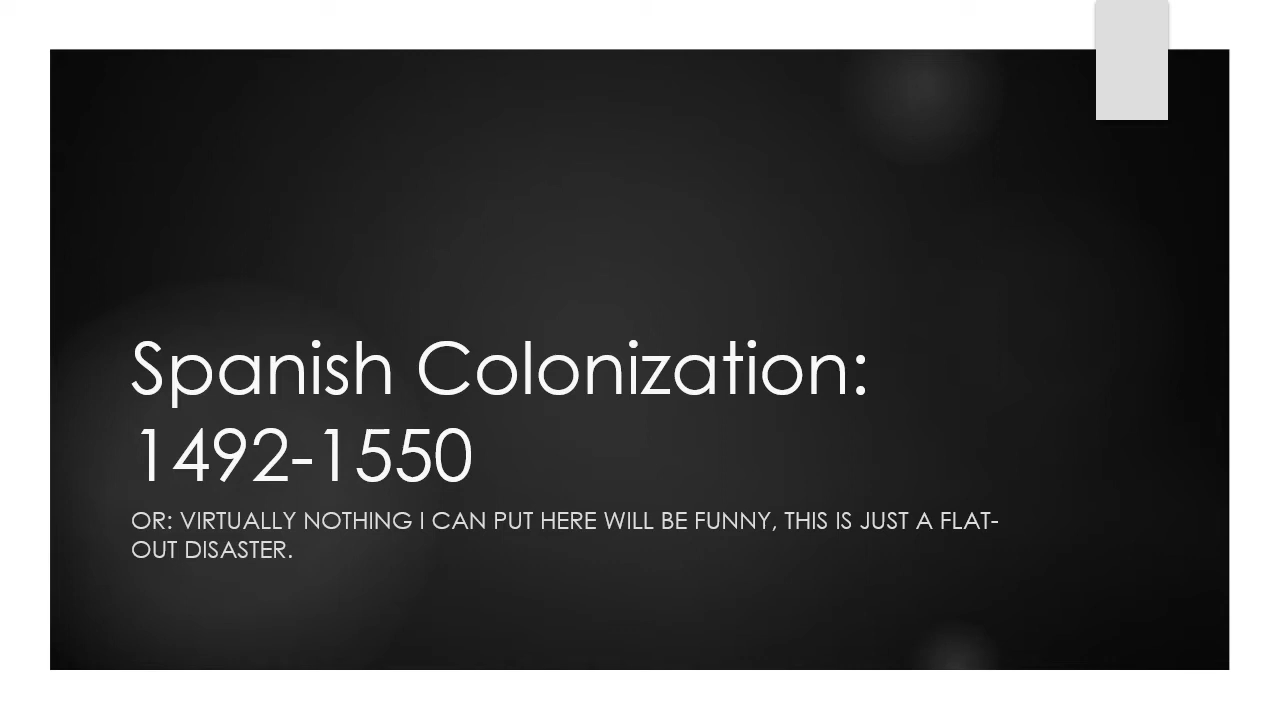 Spanish Colonization:
1492-1550
OR: VIRTUALLY NOTHING I CAN PUT HERE WILL BE FUNNY, THIS IS JUST A FLAT-
OUT DISASTER.